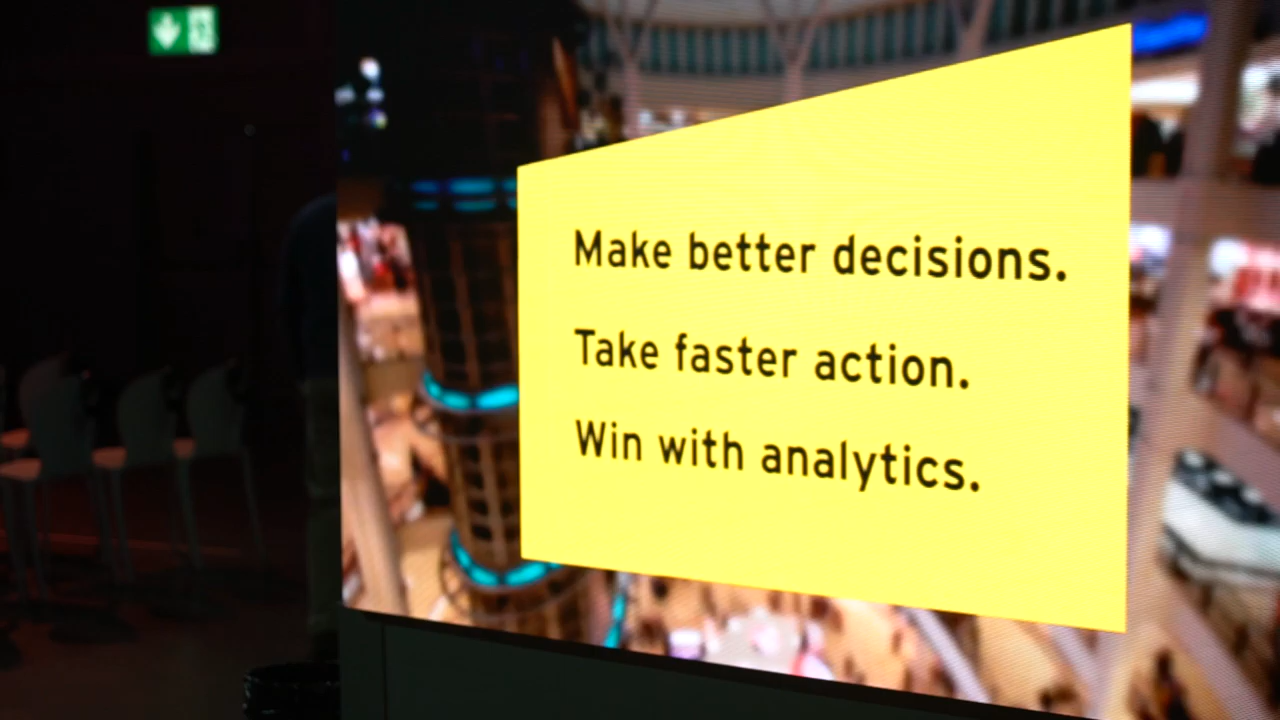 Make better decisions.
Take faster action.
Win with analytics.